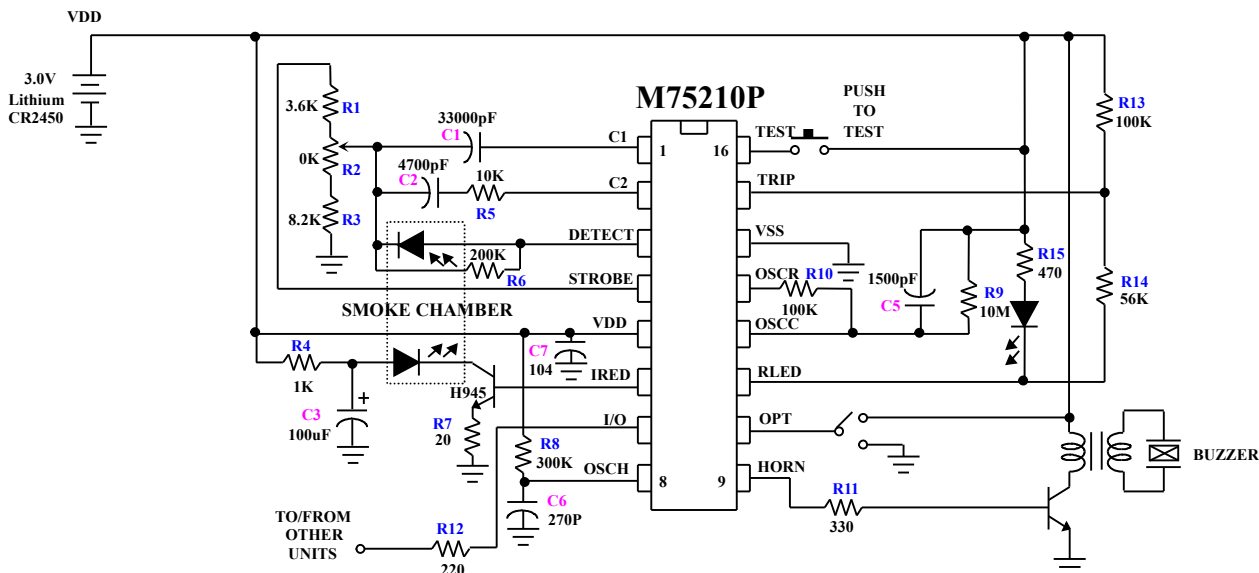 VDD
3.0V
Lithium
CR2450
3.6K
R1
0K
R2
8.2K
R3
33000pF
C1
4700pF
C2
10K
R5
200K
R6
SMOKE CHAMBER
R4
1K
C3
+
100uF
C7
104
H945
R7
20
R8
300K
C6
270P
TO/FROM
OTHER
UNITS
R12
220
M75210P
C1
C2
DETECT
STROBE
VDD
IRED
I/O
OSCH
1
16
8
9
TEST
TRIP
VSS
OSCR
OSCC
RLED
OPT
HORN
PUSH
TO
TEST
R10
100K
1500pF
C5
R9
10M
R15
470
R13
100K
R14
56K
R11
330
BUZZER